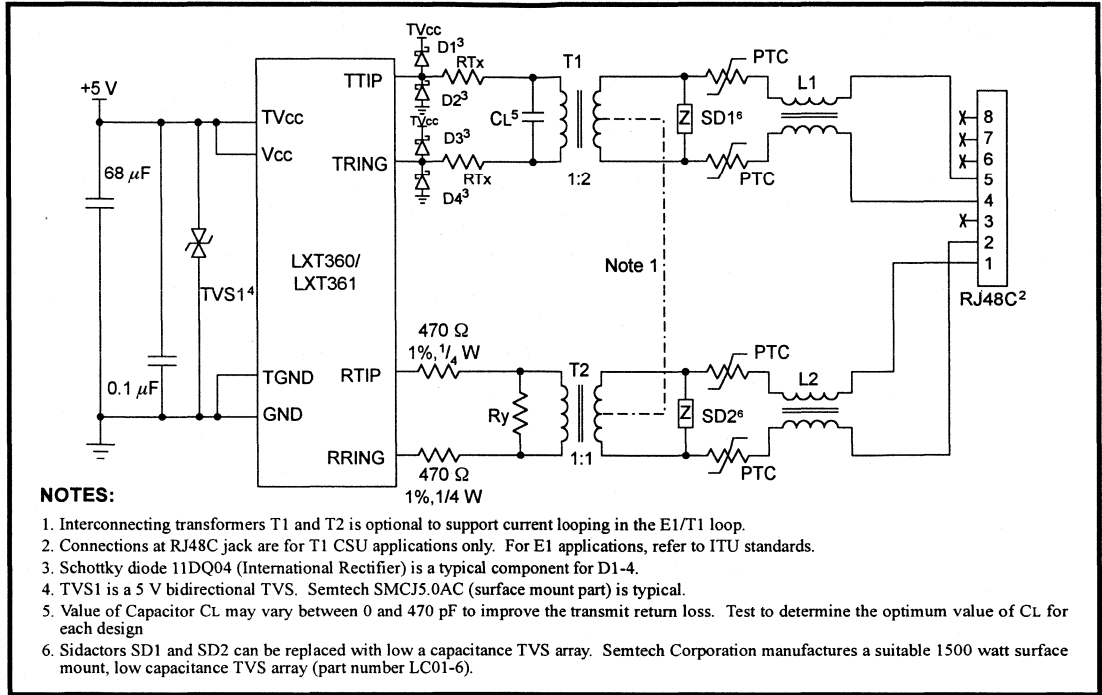 TVcc
D1³
RTx
T1
PTC
+5 V
TTIP
D2³
CL⁵
Z SD1⁶
L1
TVcc
TVcc
D3³
8
7
6
5
4
3
2
1
Vcc
TRING
RTx
D4³
1:2
PTC
68 µF
LXT360/
LXT361
Note 1
RJ48C²
TVS1⁴
470 Ω
1%,1/4 W
0.1 µF
TGND
RTIP
T2
PTC
L2
GND
Ry
Z SD2⁶
RRING
1:1
PTC
470 Ω
1%,1/4 W
NOTES:
1. Interconnecting transformers T1 and T2 is optional to support current looping in the E1/T1 loop.
2. Connections at RJ48C jack are for T1 CSU applications only. For E1 applications, refer to ITU standards.
3. Schottky diode 11DQ04 (International Rectifier) is a typical component for D1-4.
4. TVS1 is a 5 V bidirectional TVS. Semtech SMCJ5.0AC (surface mount part) is typical.
5. Value of Capacitor CL may vary between 0 and 470 pF to improve the transmit return loss. Test to determine the optimum value of CL for
each design
6. Sidactors SD1 and SD2 can be replaced with low a capacitance TVS array. Semtech Corporation manufactures a suitable 1500 watt surface
mount, low capacitance TVS array (part number LC01-6).